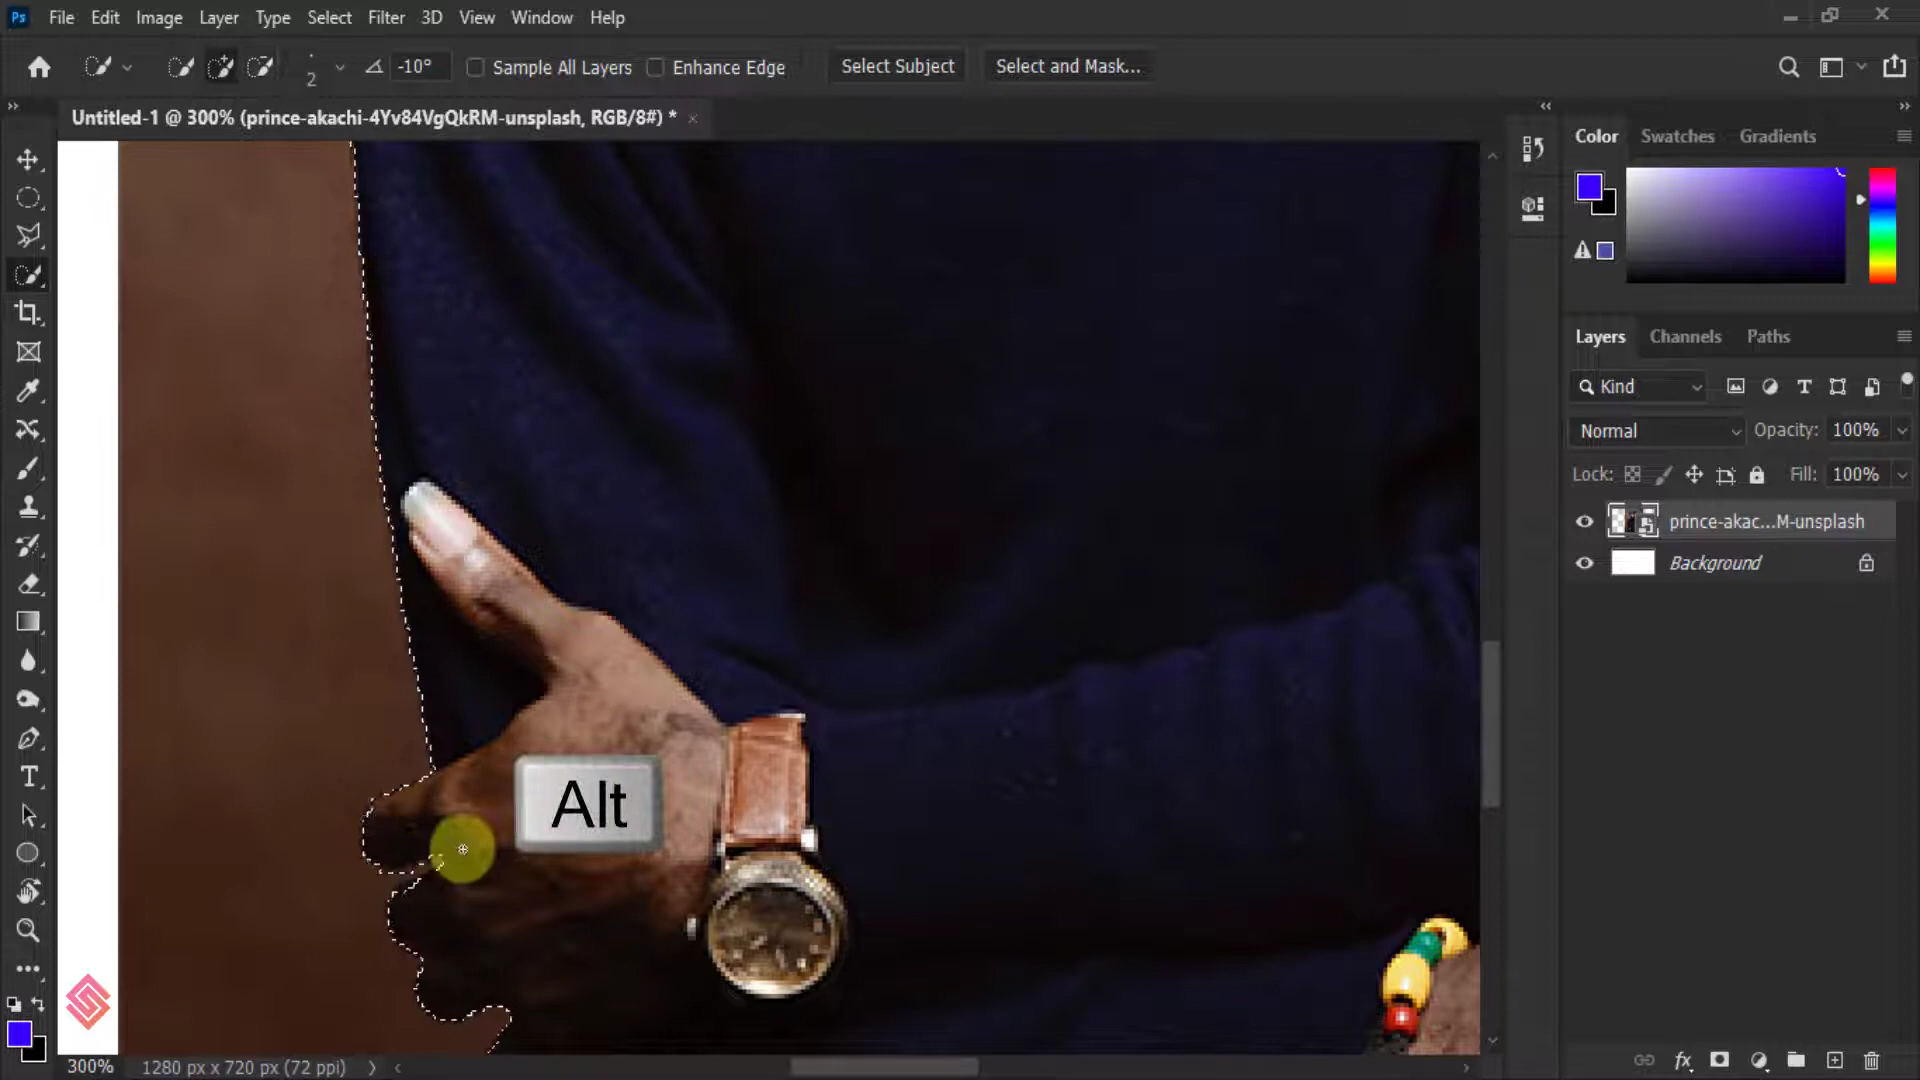 Ps File Edit Image Layer Type Select Filter 3D View Window Help
2 -10° Sample All Layers Enhance Edge Select Subject Select and Mask...
Untitled-1 @ 300% (prince-akachi-4Yv84VgQkRM-unsplash, RGB/8#) * ×
Color Swatches Gradients
Layers Channels Paths
Kind
Normal Opacity: 100%
Lock: Fill: 100%
prince-akac...M-unsplash
Background
Alt
300% 1280 px x 720 px (72 ppi)
fx